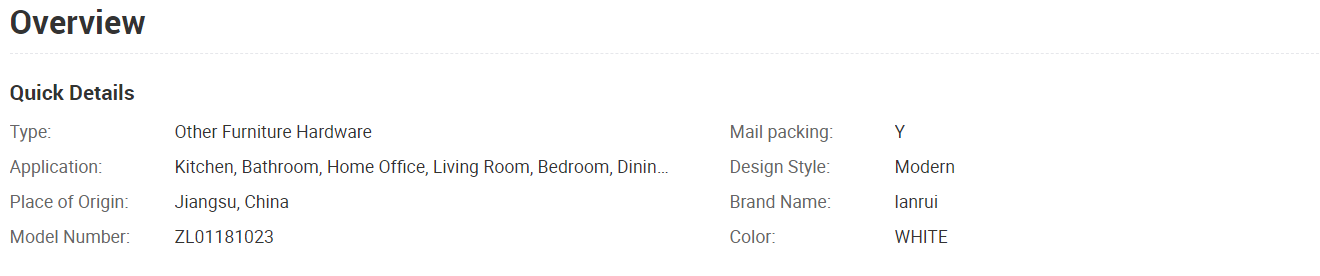 Overview
Quick Details
Type: Other Furniture Hardware Mail packing: Y
Application: Kitchen, Bathroom, Home Office, Living Room, Bedroom, Dinin... Design Style: Modern
Place of Origin: Jiangsu, China Brand Name: lanrui
Model Number: ZL01181023 Color: WHITE